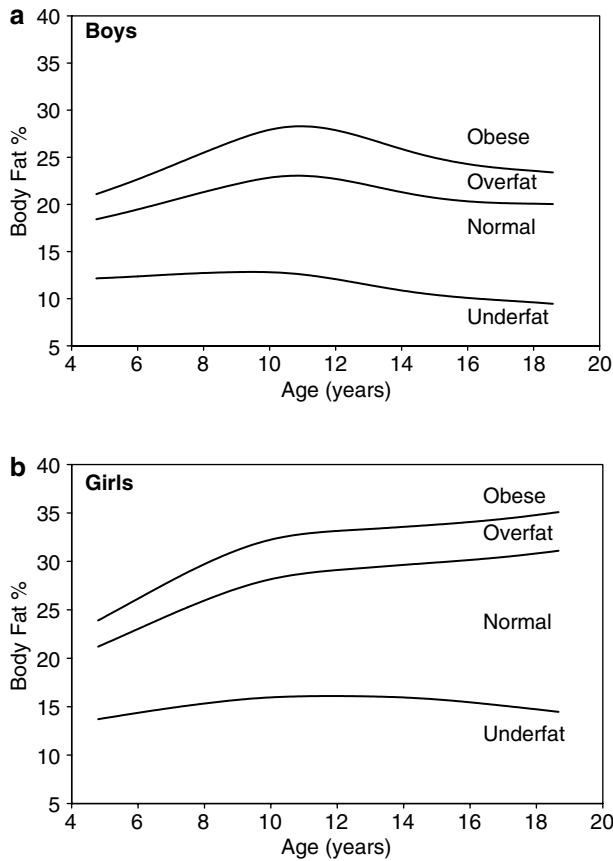 a
Boys
40
35
30
25
20
15
10
5
Body Fat %
Obese
Overfat
Normal
Underfat
4 6 8 10 12 14 16 18 20
Age (years)
b
Girls
40
35
30
25
20
15
10
5
Body Fat %
Obese
Overfat
Normal
Underfat
4 6 8 10 12 14 16 18 20
Age (years)